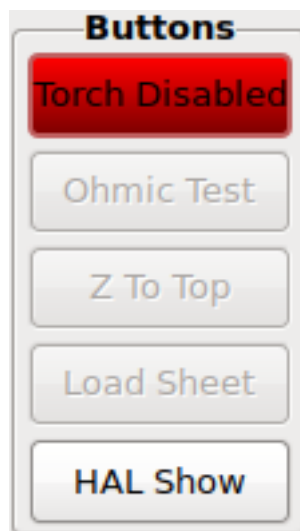 Buttons
Torch Disabled
Ohmic Test
Z To Top
Load Sheet
HAL Show